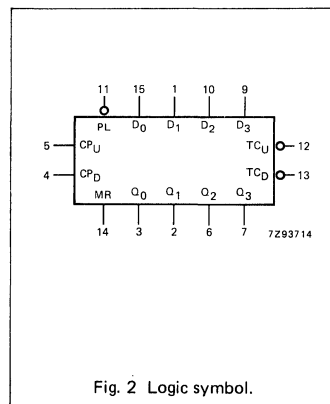 11 15 1 10 9
PL D0 D1 D2 D3
5 CPU TCU 12
4 CPD TCD 13
MR Q0 Q1 Q2 Q3
14 3 2 6 7 7Z93714
Fig. 2 Logic symbol.